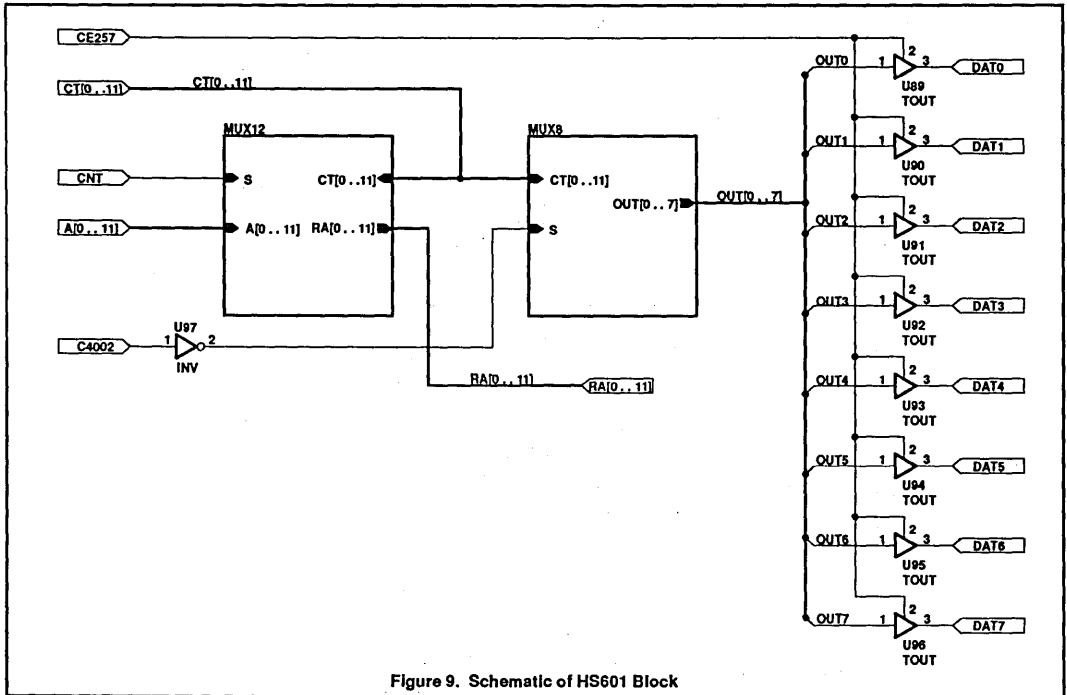 CE257
CT[0..11]
CT[0..11]
MUX12
MUX8
CNT
S
CT[0..11]
CT[0..11]
A[0..11]
A[0..11]
RA[0..11]
OUT[0..7]
OUT[0..7]
S
C4002
U97
1
2
INV
RA[0..11]
RA[0..11]
OUT0
1
2
3
DAT0
U89
TOUT
OUT1
1
2
3
DAT1
U90
TOUT
OUT2
1
2
3
DAT2
U91
TOUT
OUT3
1
2
3
DAT3
U92
TOUT
OUT4
1
2
3
DAT4
U93
TOUT
OUT5
1
2
3
DAT5
U94
TOUT
OUT6
1
2
3
DAT6
U95
TOUT
OUT7
1
2
3
DAT7
U96
TOUT
Figure 9. Schematic of HS601 Block